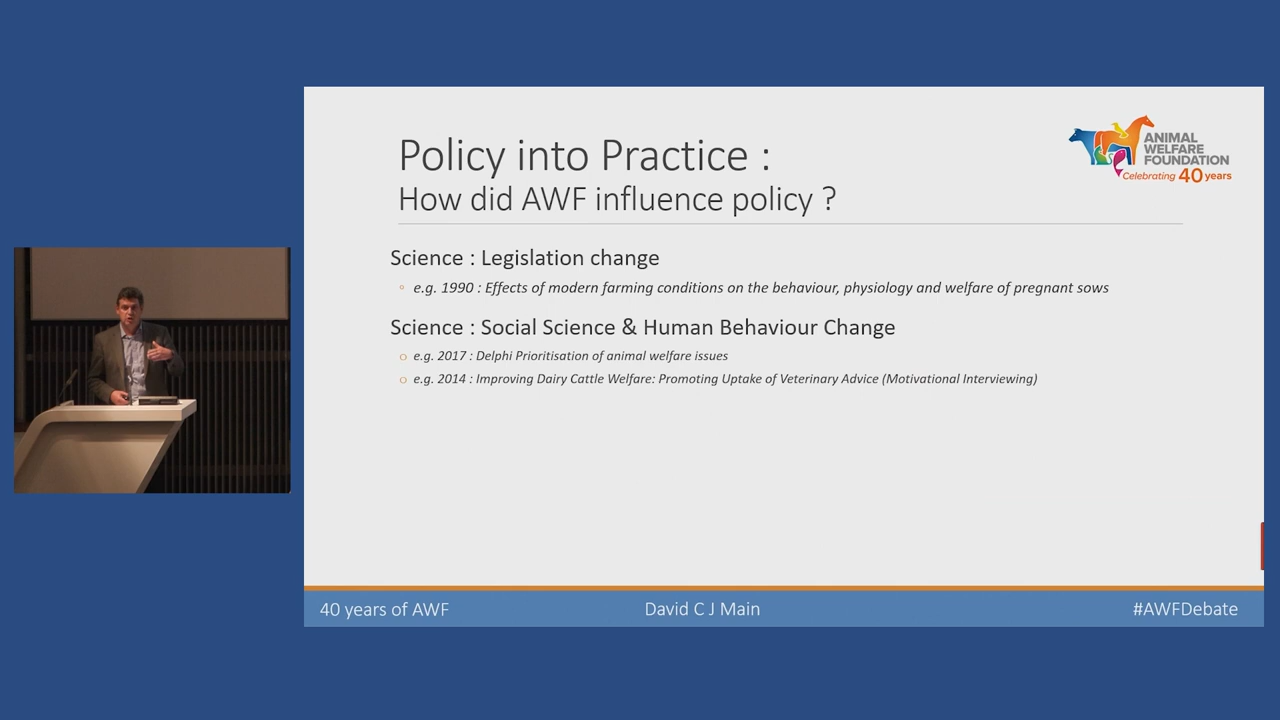 Policy into Practice :
How did AWF influence policy ?
ANIMAL
WELFARE
FOUNDATION
Celebrating 40 years
Science : Legislation change
e.g. 1990 : Effects of modern farming conditions on the behaviour, physiology and welfare of pregnant sows
Science : Social Science & Human Behaviour Change
e.g. 2017 : Delphi Prioritisation of animal welfare issues
e.g. 2014 : Improving Dairy Cattle Welfare: Promoting Uptake of Veterinary Advice (Motivational Interviewing)
40 years of AWF
David C J Main
#AWFDebate